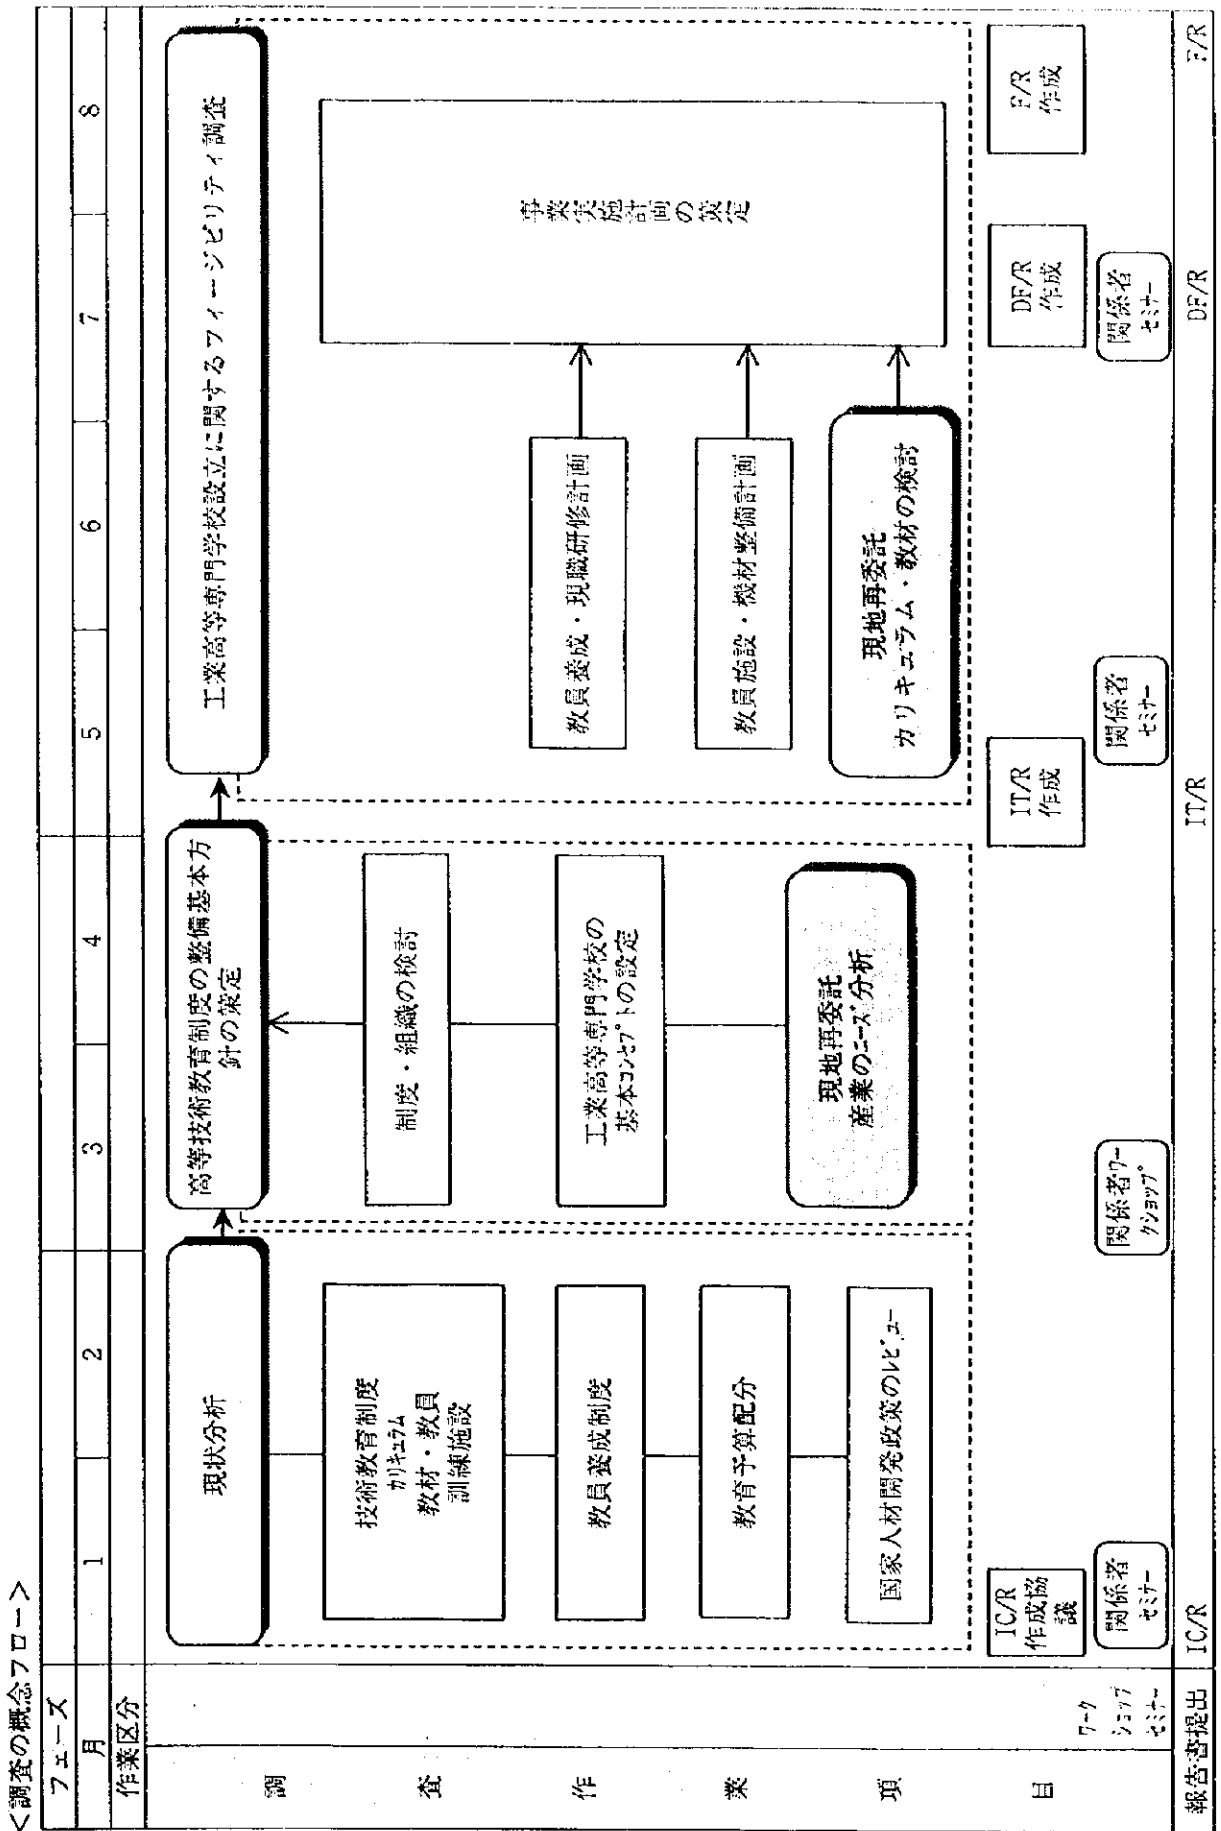 <調査の概念フロー>
フェーズ
月
1
2
3
4
5
6
7
8
作業区分
調査作業項目
現状分析
技術教育制度
カリキュラム
教材・教員
訓練施設
教員養成制度
教育予算配分
国家人材開発政策のレビュー
高等技術教育制度の整備基本方
針の策定
制度・組織の検討
工業高等専門学校の
基本コンセプトの設定
現地再委託
産業のニーズ分析
工業高等専門学校設立に関するフィージビリティ調査
教員養成・現職研修計画
教員施設・機材整備計画
現地再委託
カリキュラム・教材の検討
事業実施計画の策定
IC/R
作成協
議
IT/R
作成
DF/R
作成
F/R
作成
ワーク
ショップ
セミナー
関係者
セミナー
関係者ワー
クショップ
関係者
セミナー
関係者
セミナー
報告書提出
IC/R
IT/R
DF/R
F/R